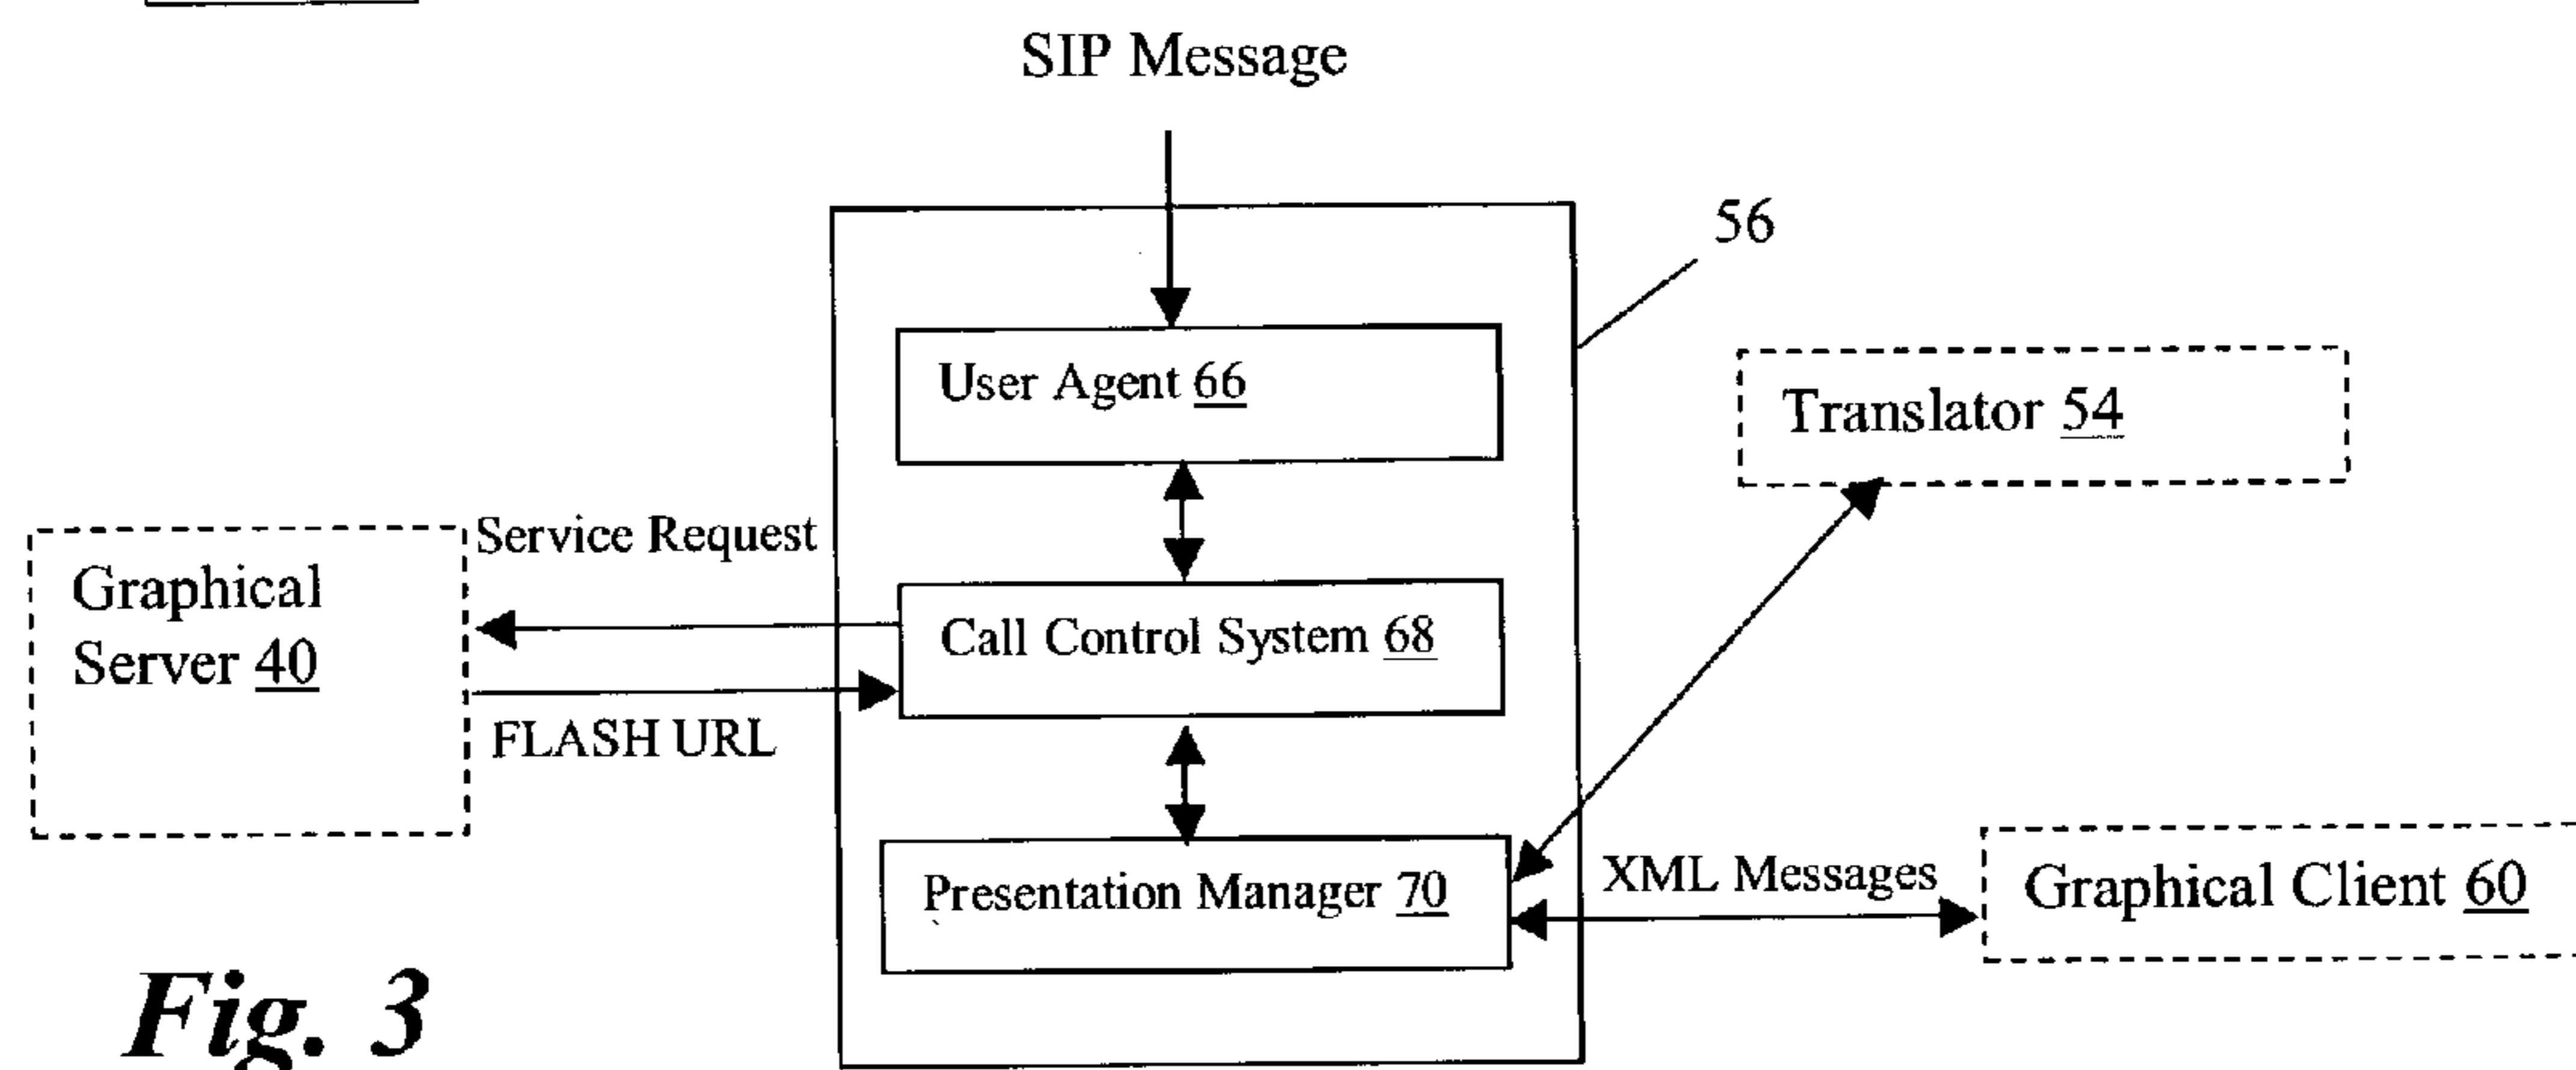 SIP Message
56
User Agent 66
Translator 54
Service Request
Graphical
Server 40
Call Control System 68
FLASH URL
Presentation Manager 70
XML Messages
Graphical Client 60
Fig. 3